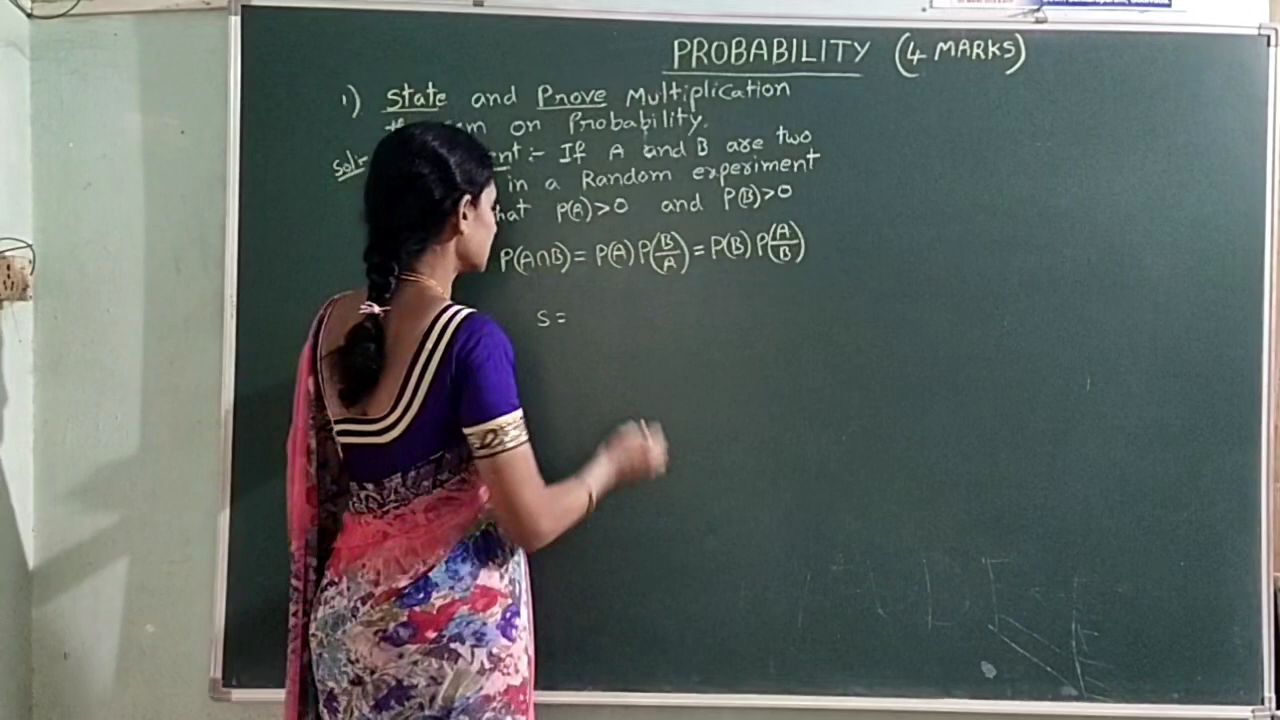 PROBABILITY (4 MARKS)
1) State and Prove Multiplication
on Probability.
Sol:- :- If A and B are two
in a Random experiment
P(A)>0 and P(B)>0
P(A∩B) = P(A) P(B/A) = P(B) P(A/B)
S =